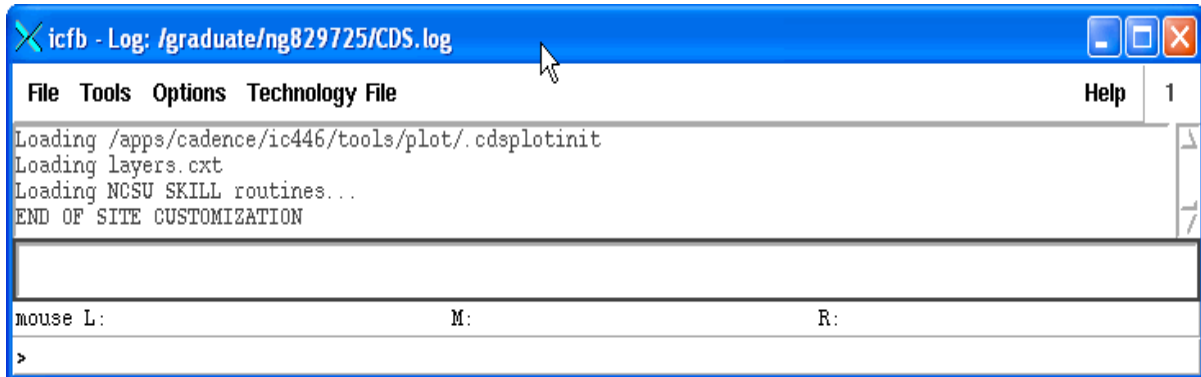 icfb - Log: /graduate/ng829725/CDS.log
File Tools Options Technology File Help 1
Loading /apps/cadence/ic446/tools/plot/.cdsplotinit
Loading layers.cxt
Loading NCSU SKILL routines...
END OF SITE CUSTOMIZATION
mouse L: M: R:
>